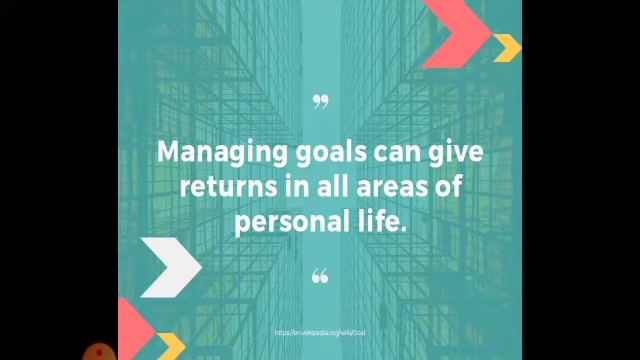 ”
Managing goals can give
returns in all areas of
personal life.
“
https://en.wikipedia.org/wiki/Goal